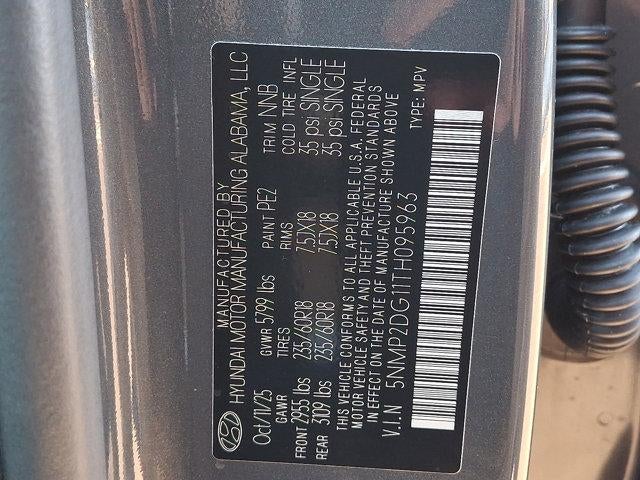 MANUFACTURED BY
HYUNDAI MOTOR MANUFACTURING ALABAMA, LLC
Oct/11/25 GVWR 5799 lbs PAINT PE2 TRIM NNB
GAWR TIRES RIMS COLD TIRE INFL
FRONT 2955 lbs 235/60R18 7.5JX18 35 psi SINGLE
REAR 3109 lbs 235/60R18 7.5JX18 35 psi SINGLE
THIS VEHICLE CONFORMS TO ALL APPLICABLE U.S.A. FEDERAL
MOTOR VEHICLE SAFETY AND THEFT PREVENTION STANDARDS
IN EFFECT ON THE DATE OF MANUFACTURE SHOWN ABOVE
V.I.N 5NMP2DG11TH095963 TYPE: MPV